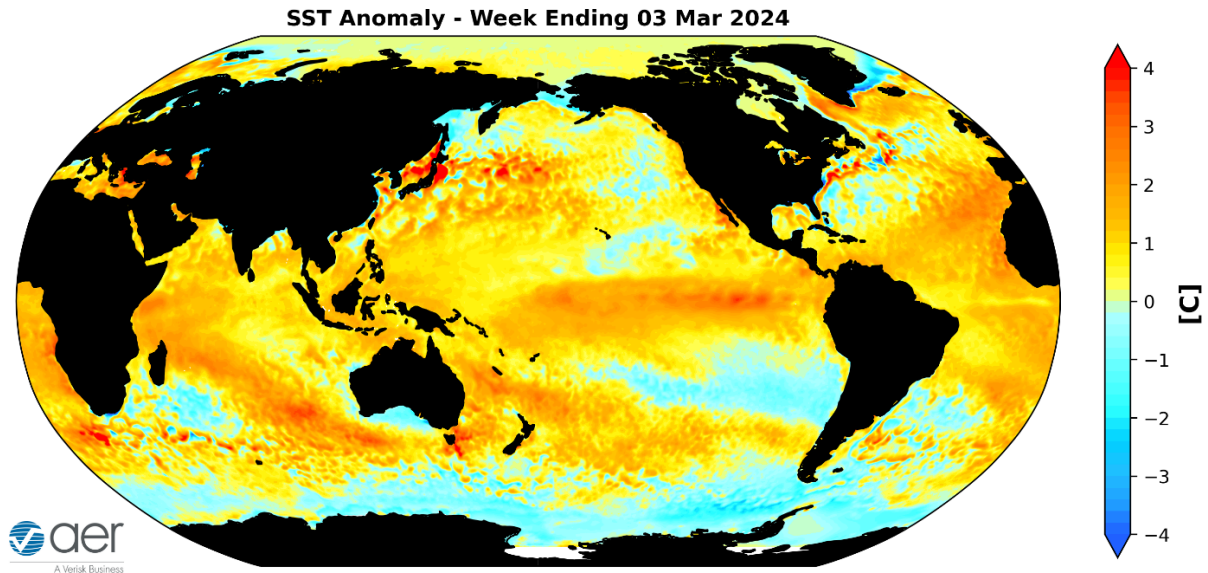 SST Anomaly - Week Ending 03 Mar 2024
4
3
2
1
0
−1
−2
−3
−4
[C]
aer
A Verisk Business